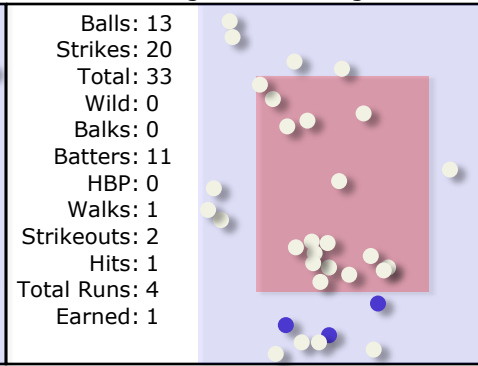 Balls: 13
Strikes: 20
Total: 33
Wild: 0
Balks: 0
Batters: 11
HBP: 0
Walks: 1
Strikeouts: 2
Hits: 1
Total Runs: 4
Earned: 1